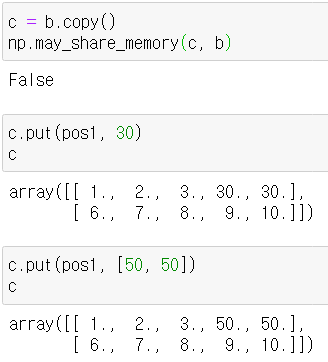 c = b.copy()
np.may_share_memory(c, b)
False
c.put(pos1, 30)
c
array([[ 1.,  2.,  3., 30., 30.],
       [ 6.,  7.,  8.,  9., 10.]])
c.put(pos1, [50, 50])
c
array([[ 1.,  2.,  3., 50., 50.],
       [ 6.,  7.,  8.,  9., 10.]])